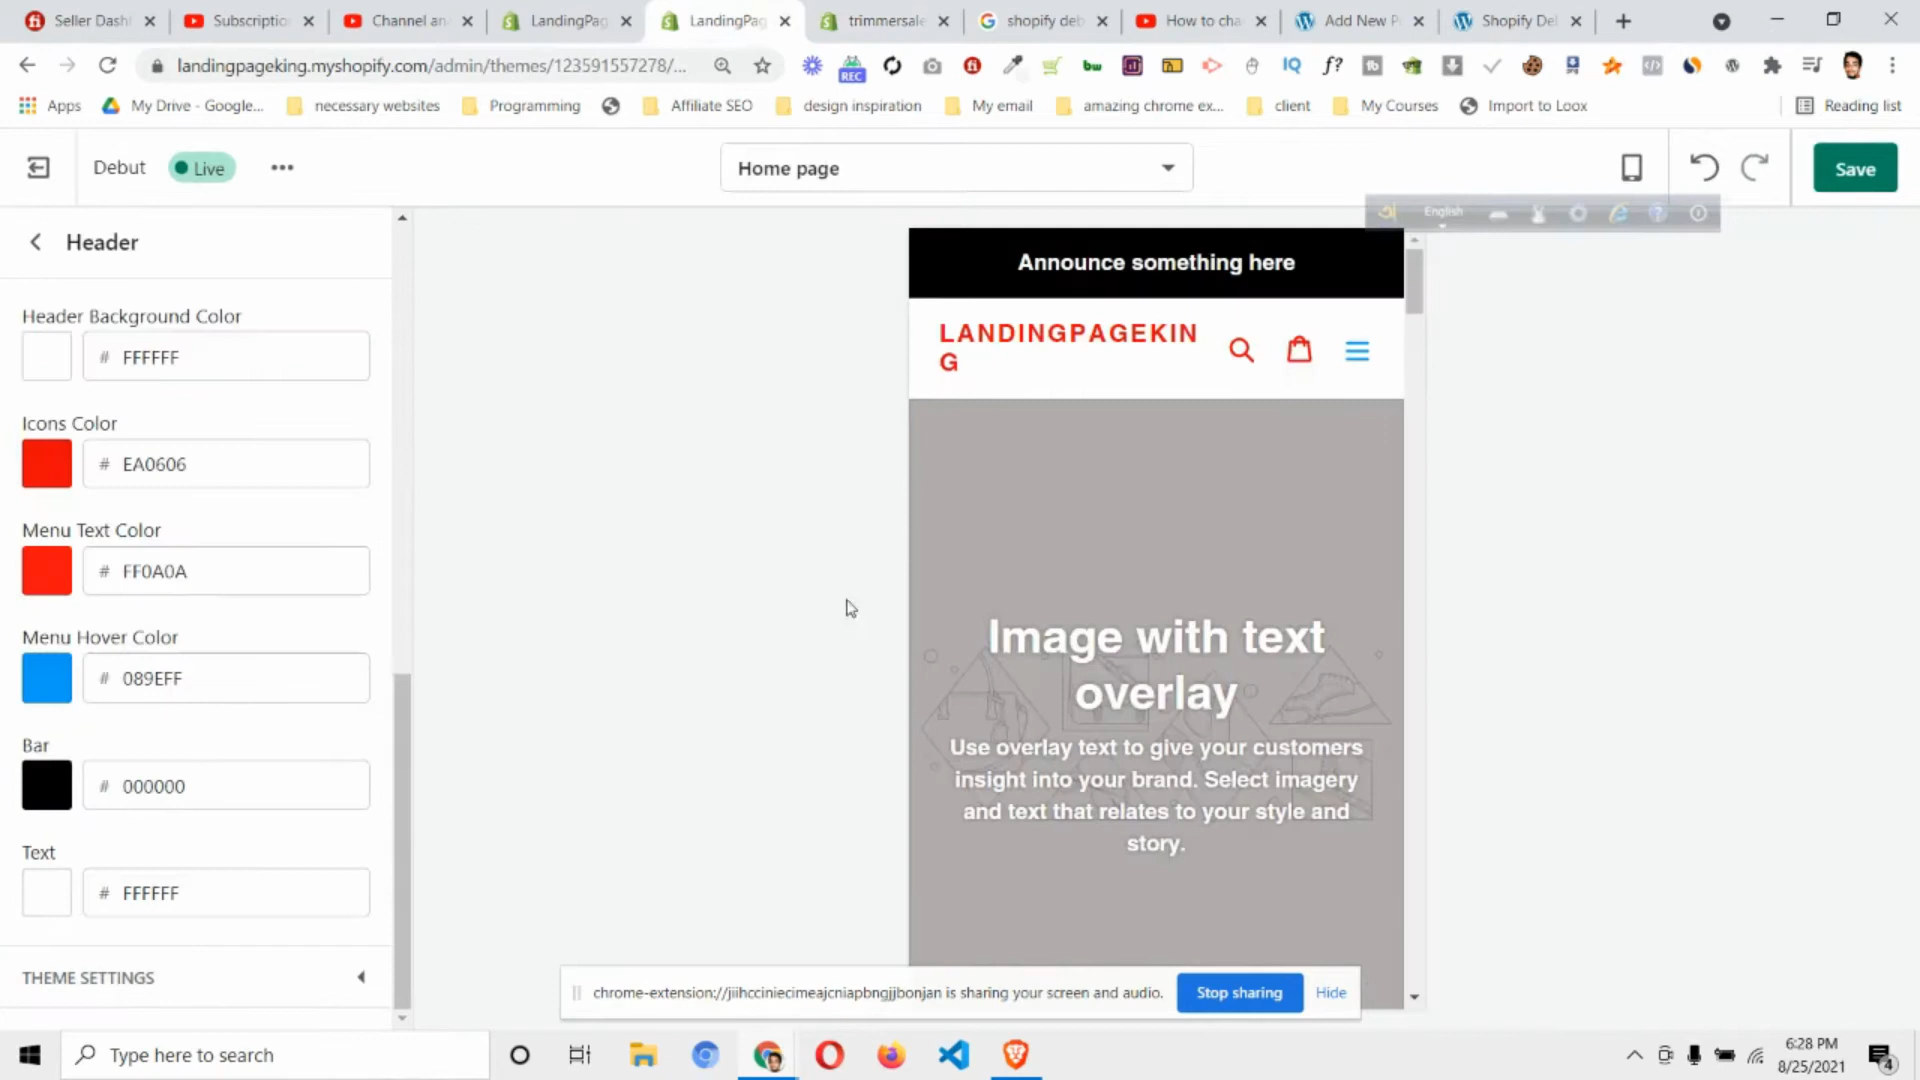 Seller Dash
Subscriptio
Channel an
LandingPag
LandingPag
trimmersale
shopify deb
How to cha
Add New P
Shopify De
landingpageking.myshopify.com/admin/themes/123591557278/...
REC
bw
IQ
f?
Apps
My Drive - Google...
necessary websites
Programming
Affiliate SEO
design inspiration
My email
amazing chrome ex...
client
My Courses
Import to Loox
Reading list
Debut
Live
Home page
Save
English
Header
Header Background Color
# FFFFFF
Icons Color
# EA0606
Menu Text Color
# FF0A0A
Menu Hover Color
# 089EFF
Bar
# 000000
Text
# FFFFFF
THEME SETTINGS
Announce something here
LANDINGPAGEKIN
G
Image with text
overlay
Use overlay text to give your customers
insight into your brand. Select imagery
and text that relates to your style and
story.
chrome-extension://jiihcciniecimeajcniapbngjjbonjan is sharing your screen and audio.
Stop sharing
Hide
Type here to search
6:28 PM
8/25/2021
4